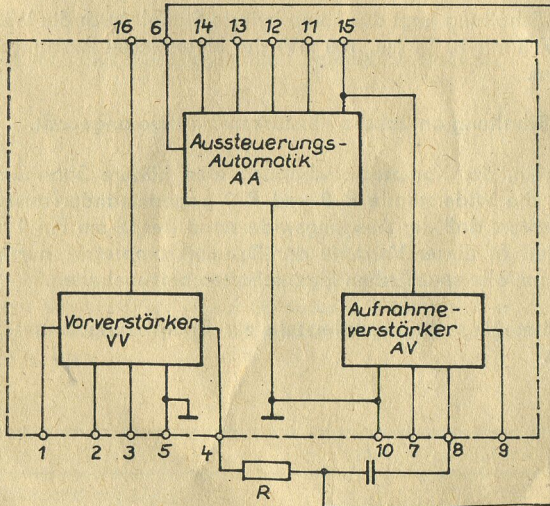 16 6 14 13 12 11 15
Aussteuerungs-
Automatik
AA
Vorverstärker
VV
Aufnahme-
verstärker
AV
1 2 3 5 4 10 7 8 9
R